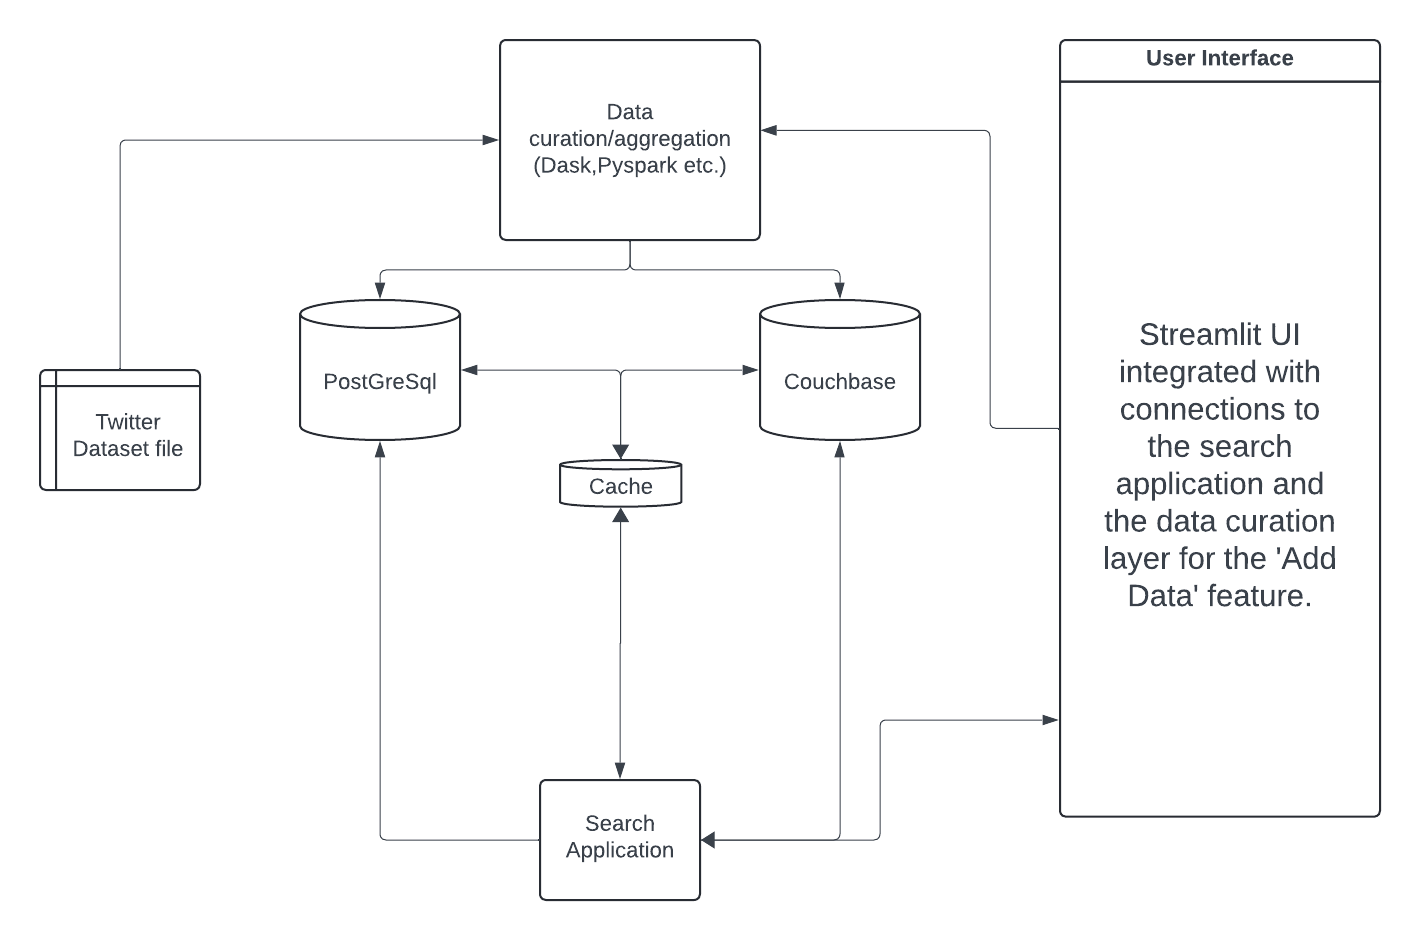 User Interface
Data
curation/aggregation
(Dask,Pyspark etc.)
PostGreSql
Couchbase
Twitter
Dataset file
Cache
Streamlit UI
integrated with
connections to
the search
application and
the data curation
layer for the 'Add
Data' feature.
Search
Application